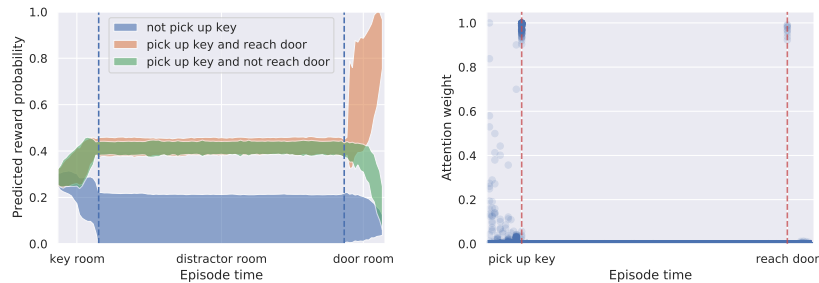 Predicted reward probability
1.0
0.8
0.6
0.4
0.2
0.0
not pick up key
pick up key and reach door
pick up key and not reach door
key room
distractor room
door room
Episode time
Attention weight
1.0
0.8
0.6
0.4
0.2
0.0
pick up key
reach door
Episode time